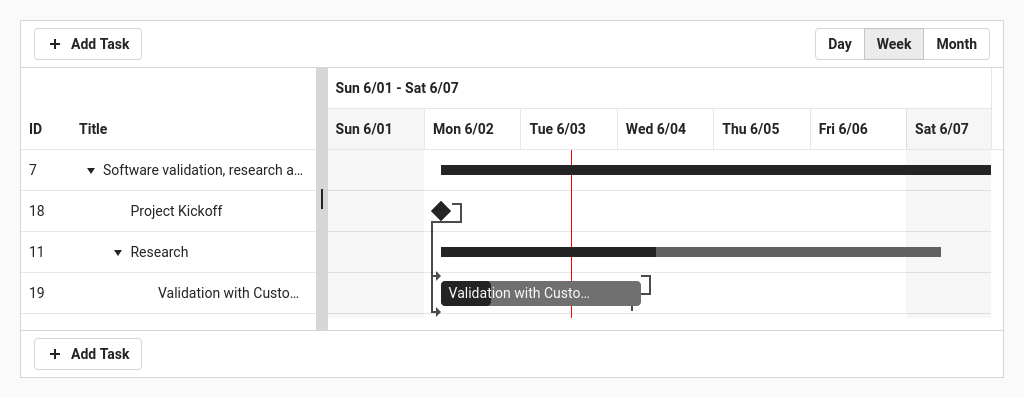 Add Task
Day Week Month
Sun 6/01 - Sat 6/07
ID Title Sun 6/01 Mon 6/02 Tue 6/03 Wed 6/04 Thu 6/05 Fri 6/06 Sat 6/07
7 Software validation, research a...
18 Project Kickoff
11 Research
19 Validation with Custo... Validation with Custo...
Add Task